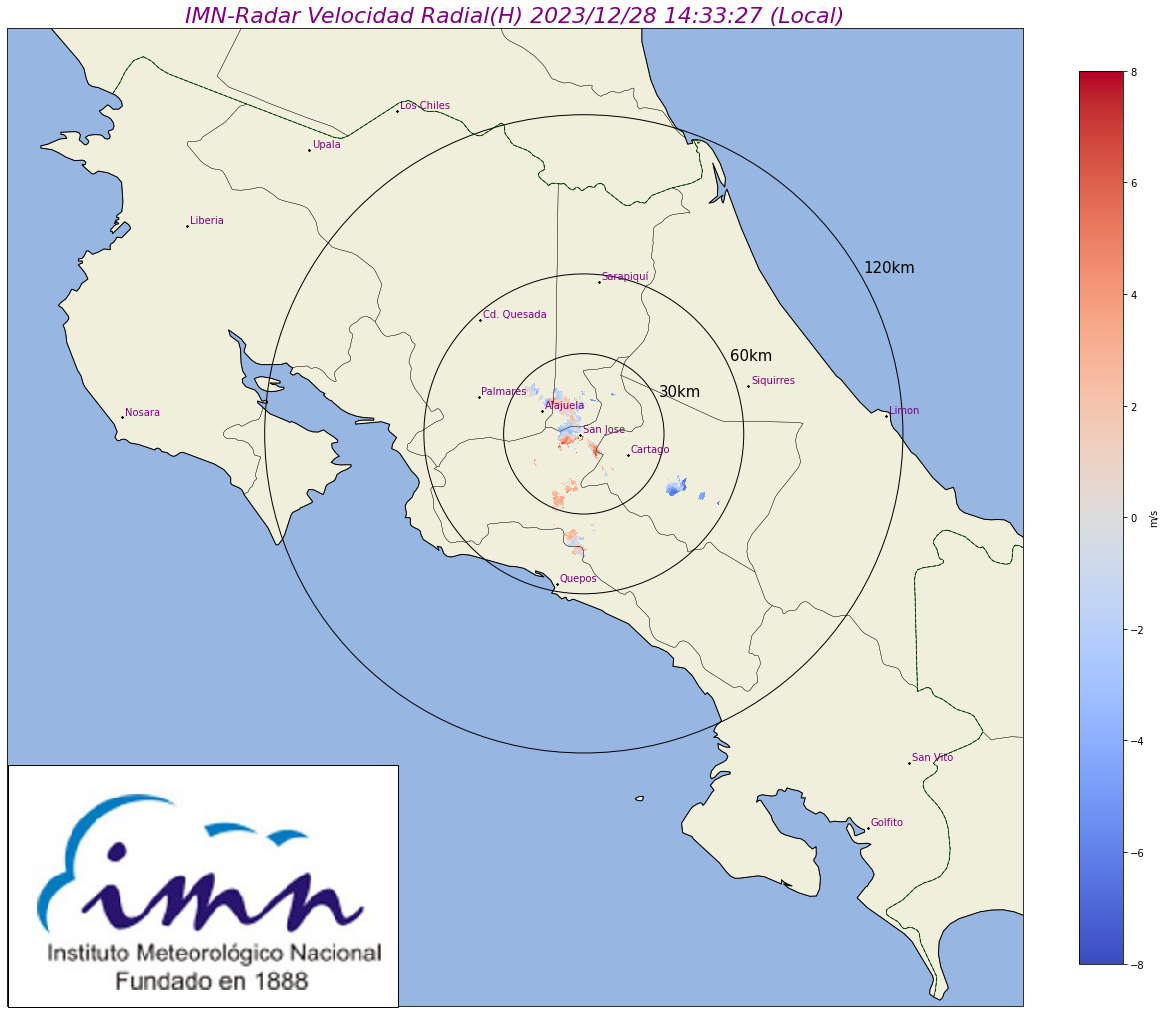 IMN-Radar Velocidad Radial(H) 2023/12/28 14:33:27 (Local)
Los Chiles
Upala
Liberia
120km
Sarapiquí
Cd. Quesada
60km
Siquirres
Palmares
30km
Alajuela
Nosara
Limon
San Jose
Cartago
Quepos
San Vito
Golfito
8
6
4
2
0
−2
−4
−6
−8
m/s
imn
Instituto Meteorológico Nacional
Fundado en 1888